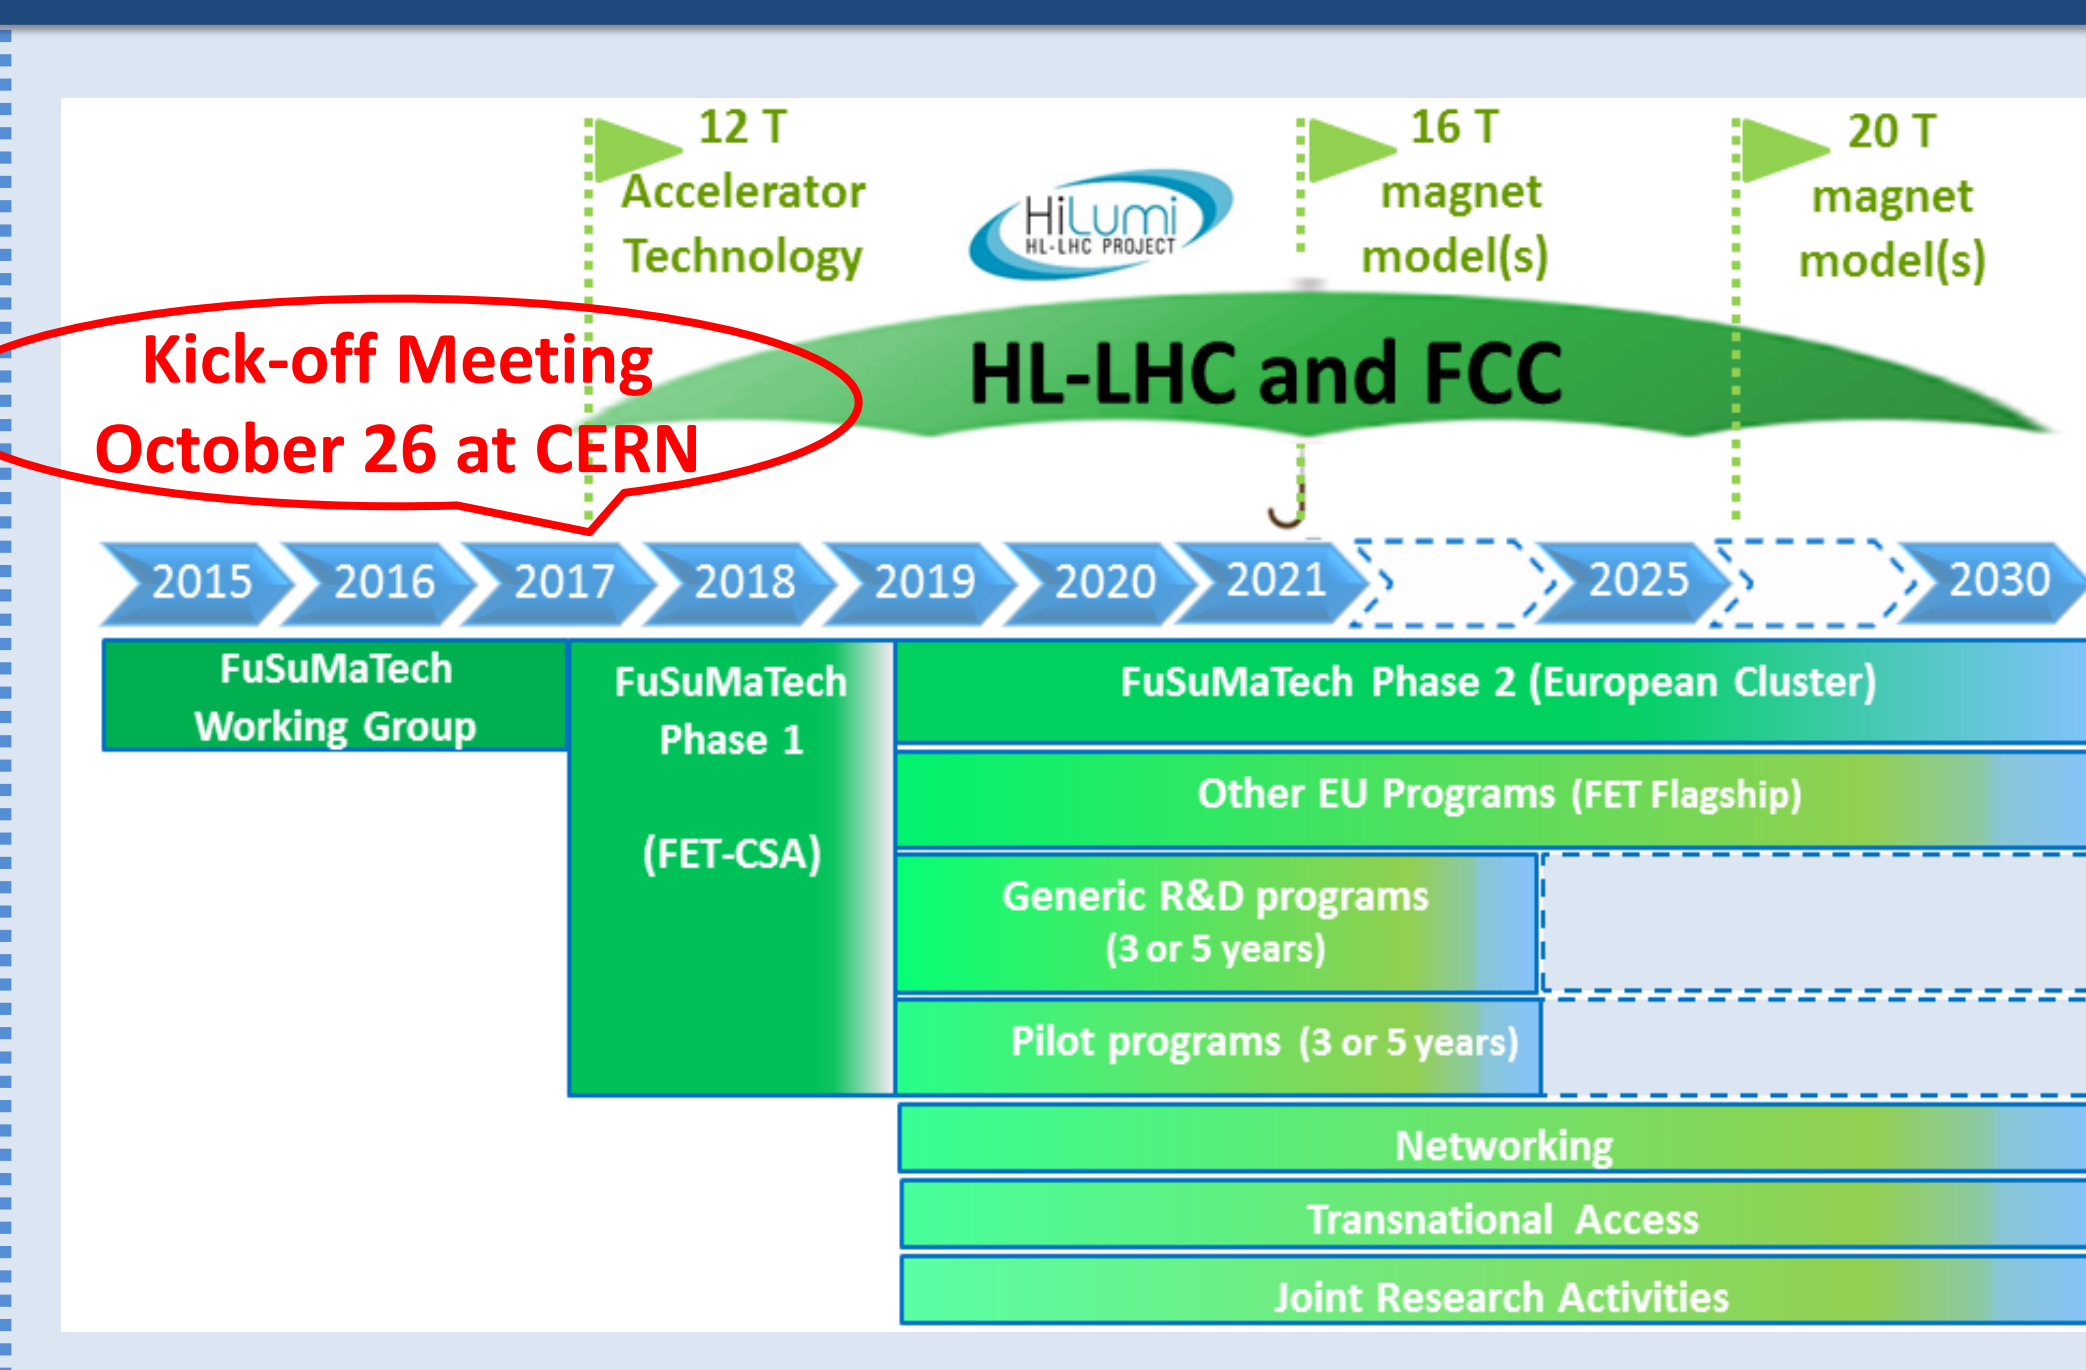 12 T
Accelerator
Technology
HiLumi
HL-LHC PROJECT
16 T
magnet
model(s)
20 T
magnet
model(s)
Kick-off Meeting
October 26 at CERN
HL-LHC and FCC
2015 2016 2017 2018 2019 2020 2021 2025 2030
FuSuMaTech
Working Group
FuSuMaTech
Phase 1
(FET-CSA)
FuSuMaTech Phase 2 (European Cluster)
Other EU Programs (FET Flagship)
Generic R&D programs
(3 or 5 years)
Pilot programs (3 or 5 years)
Networking
Transnational Access
Joint Research Activities